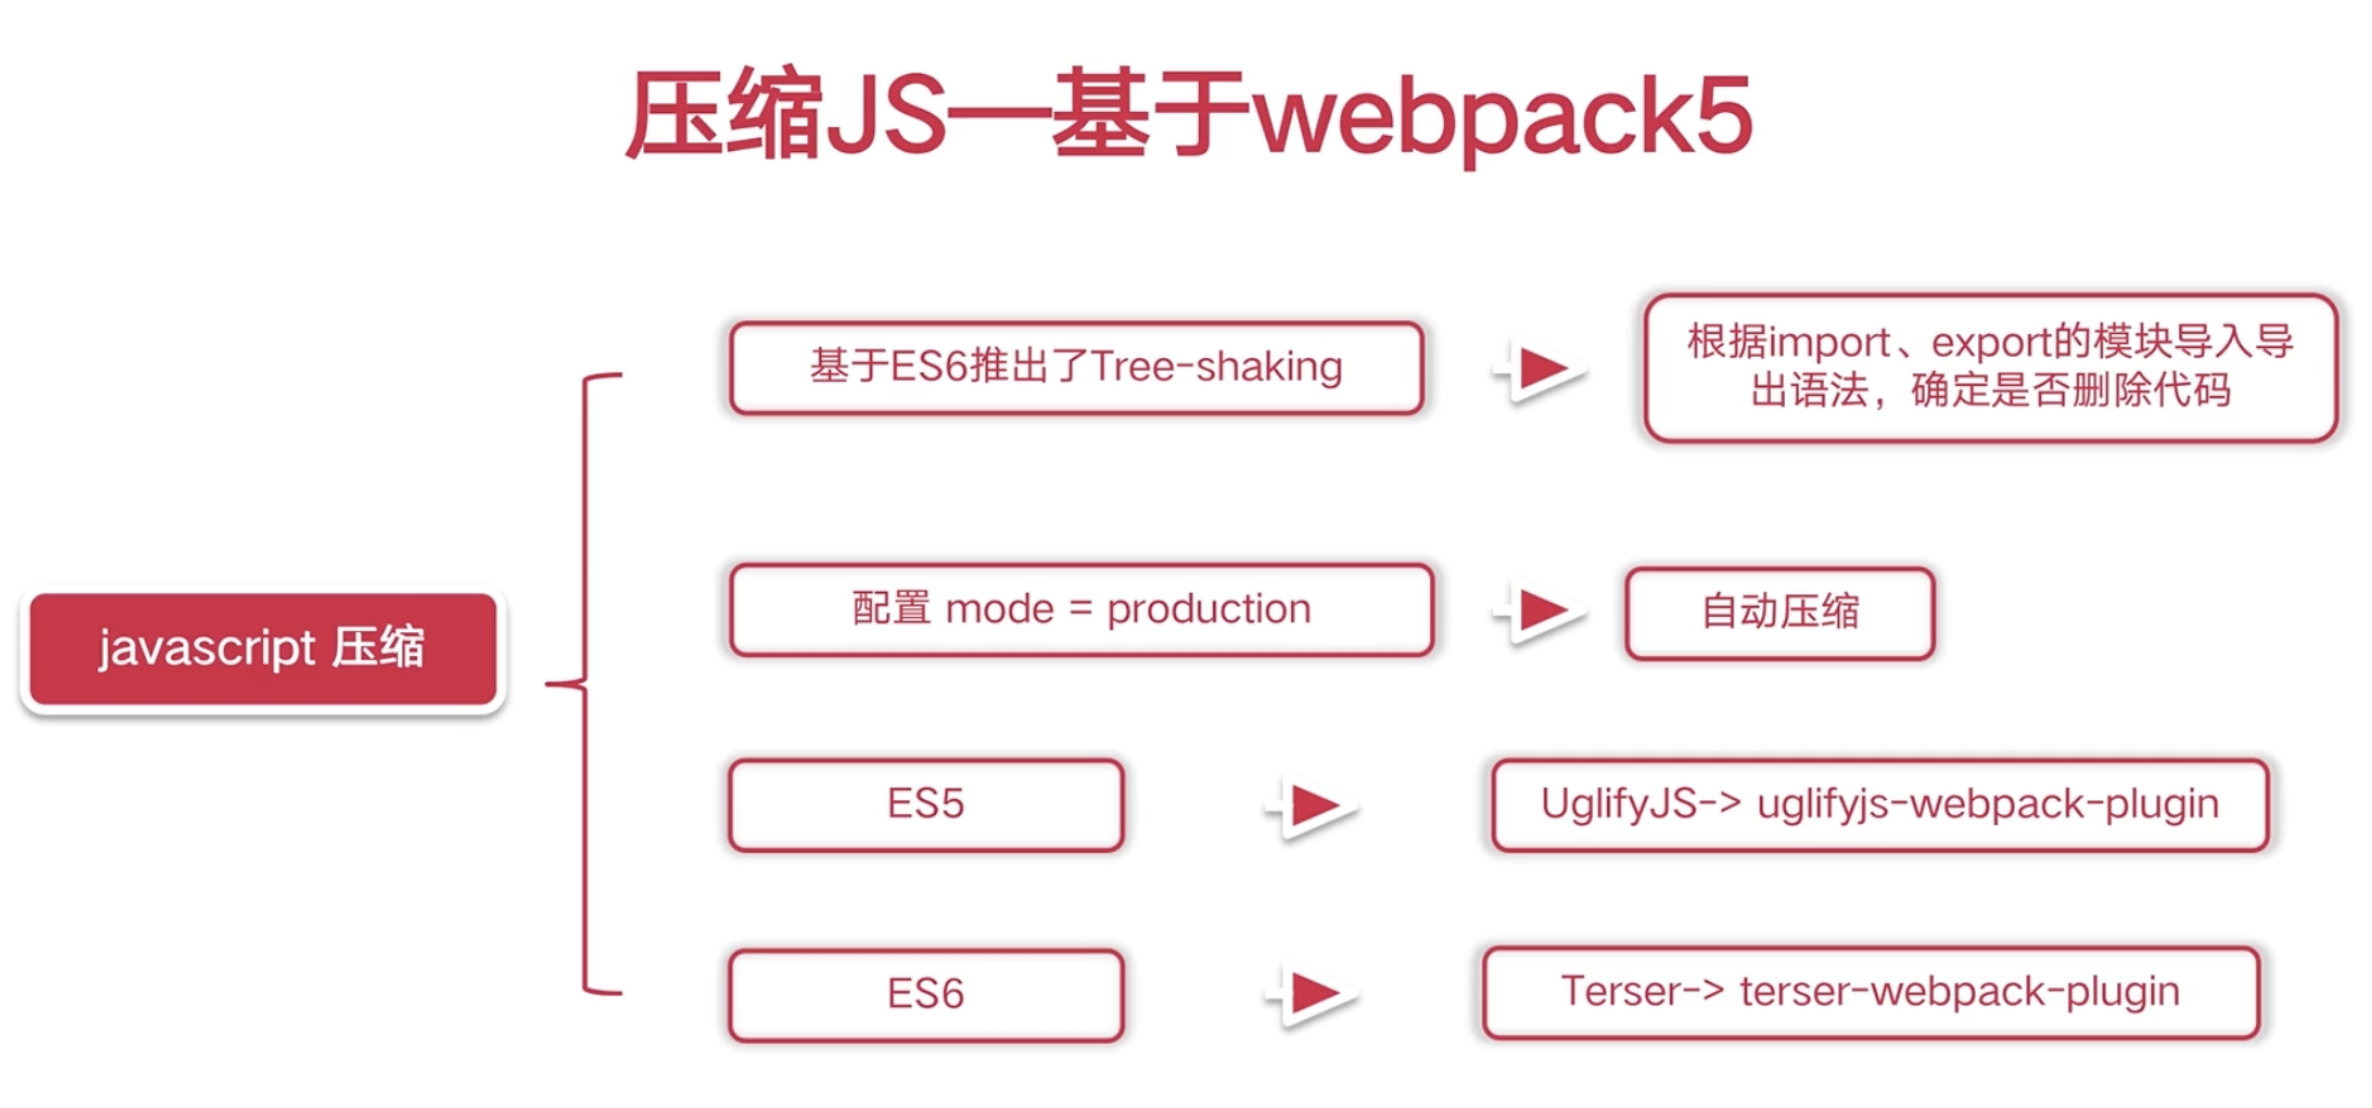 压缩JS—基于webpack5
基于ES6推出了Tree-shaking
根据import、export的模块导入导
出语法，确定是否删除代码
配置 mode = production
自动压缩
javascript 压缩
ES5
UglifyJS-> uglifyjs-webpack-plugin
ES6
Terser-> terser-webpack-plugin